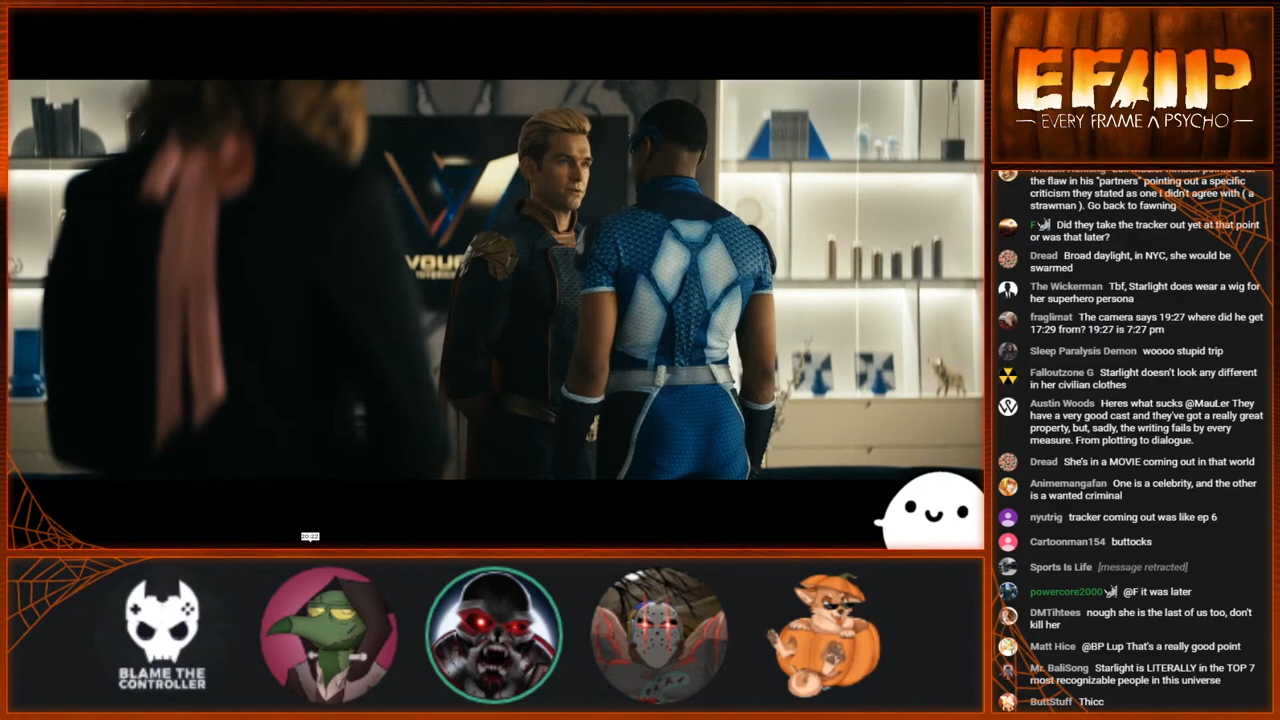 EFAP
EVERY FRAME A PSYCHO
the flaw in his "partners" pointing out a specific
criticism they stated as one I didn't agree with ( a
strawman ). Go back to fawning
F Did they take the tracker out yet at that point
or was that later?
Dread Broad daylight, in NYC, she would be
swarmed
The Wickerman Tbf, Starlight does wear a wig for
her superhero persona
fraglimat The camera says 19:27 where did he get
17:29 from? 19:27 is 7:27 pm
Sleep Paralysis Demon woooo stupid trip
Falloutzone G Starlight doesn't look any different
in her civilian clothes
Austin Woods Heres what sucks @MauLer They
have a very good cast and they've got a really great
property, but, sadly, the writing fails by every
measure. From plotting to dialogue.
Dread She's in a MOVIE coming out in that world
Animemangafan One is a celebrity, and the other
is a wanted criminal
nyutrig tracker coming out was like ep 6
Cartoonman154 buttocks
Sports Is Life [message retracted]
powercore2000 @F it was later
DMTihtees nough she is the last of us too, don't
kill her
Matt Hice @BP Lup That's a really good point
Mr. BaliSong Starlight is LITERALLY in the TOP 7
most recognizable people in this universe
ButtStuff Thicc
20:22
BLAME THE
CONTROLLER